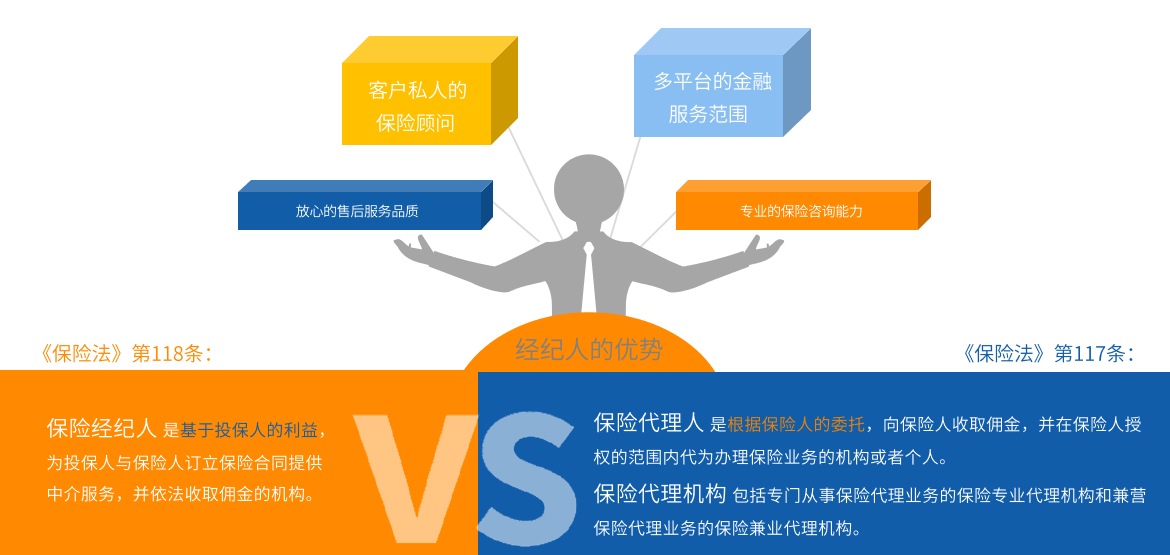 客户私人的
保险顾问
多平台的金融
服务范围
放心的售后服务品质
专业的保险咨询能力
经纪人的优势
《保险法》第118条：
《保险法》第117条：
保险经纪人 是基于投保人的利益，
为投保人与保险人订立保险合同提供
中介服务，并依法收取佣金的机构。
VS
保险代理人 是根据保险人的委托，向保险人收取佣金，并在保险人授
权的范围内代为办理保险业务的机构或者个人。
保险代理机构 包括专门从事保险代理业务的保险专业代理机构和兼营
保险代理业务的保险兼业代理机构。